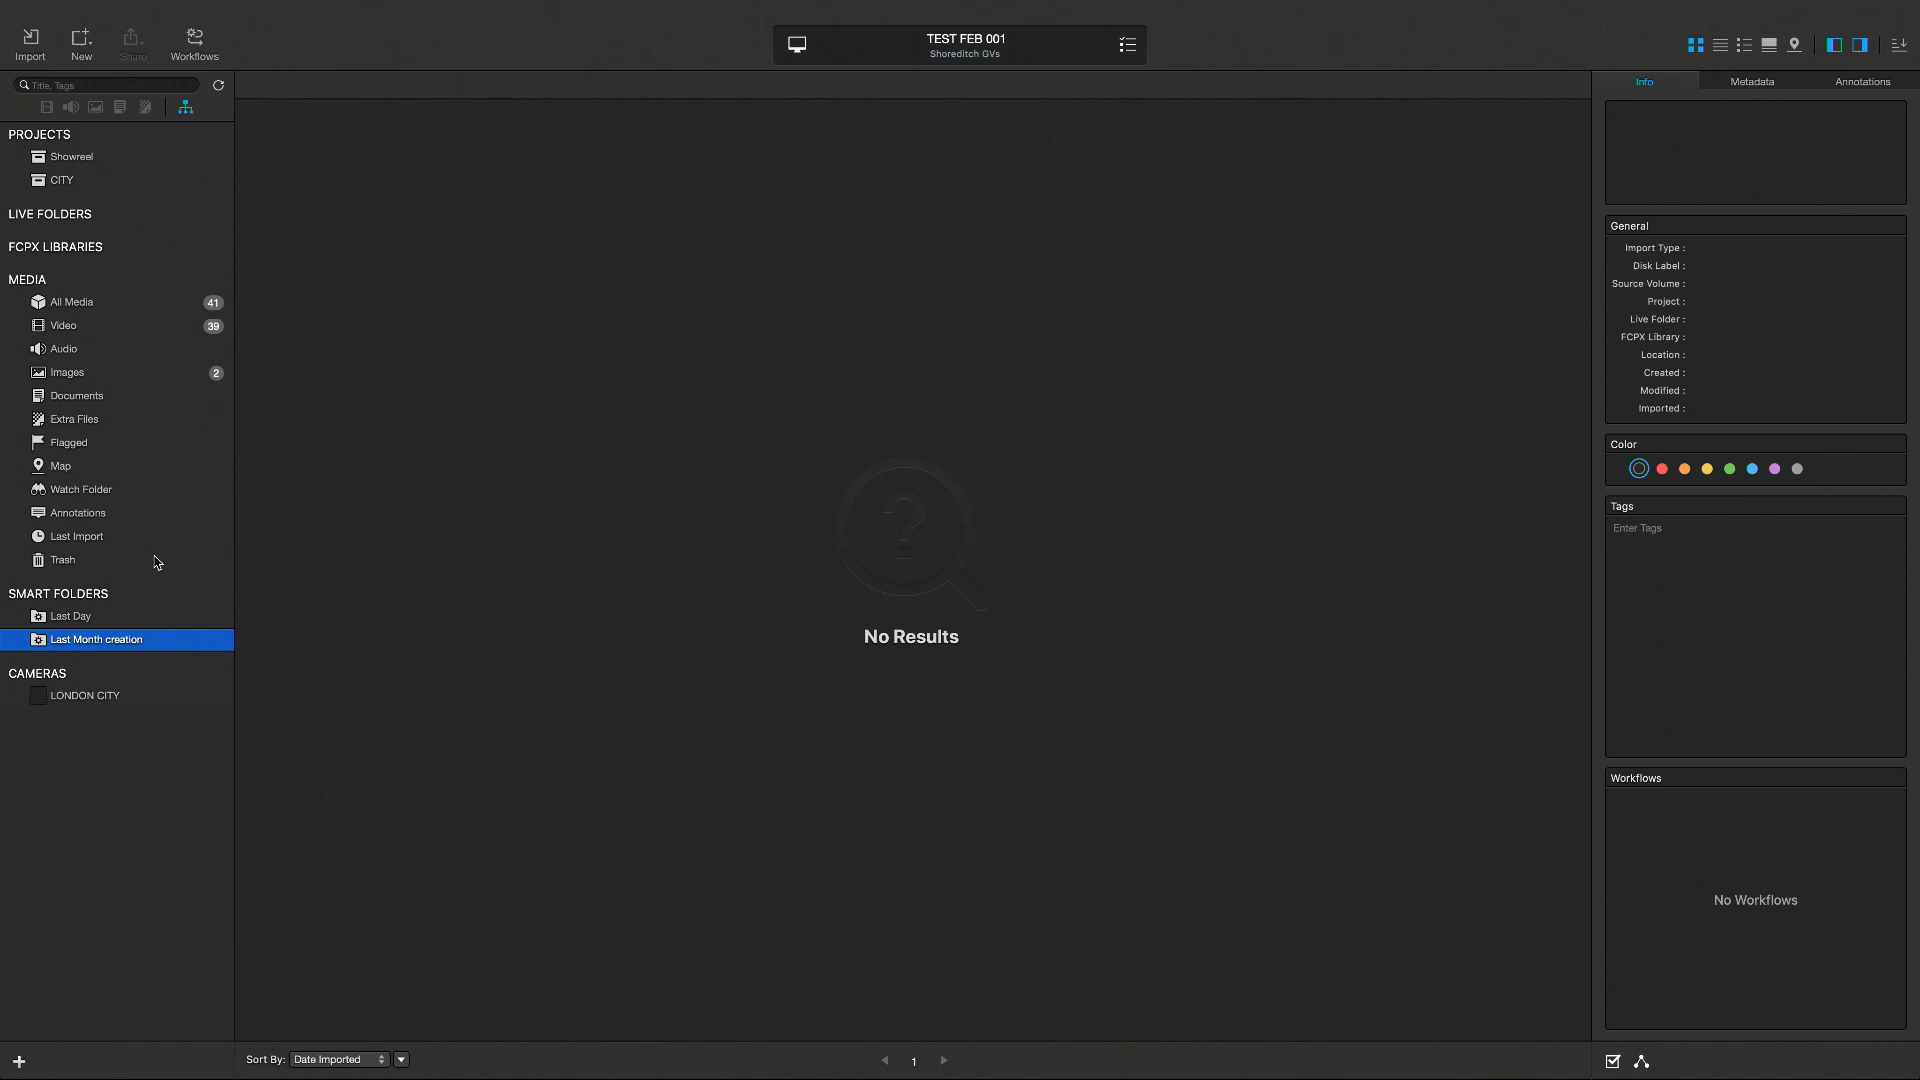 Import
New
Share
Workflows
TEST FEB 001
Shoreditch GVs
Title, Tags
PROJECTS
Showreel
CITY
LIVE FOLDERS
FCPX LIBRARIES
MEDIA
All Media 41
Video 39
Audio
Images 2
Documents
Extra Files
Flagged
Map
Watch Folder
Annotations
Last Import
Trash
SMART FOLDERS
Last Day
Last Month creation
CAMERAS
LONDON CITY
?
No Results
Sort By: Date Imported
1
Info Metadata Annotations
General
Import Type :
Disk Label :
Source Volume :
Project :
Live Folder :
FCPX Library :
Location :
Created :
Modified :
Imported :
Color
Tags
Enter Tags
Workflows
No Workflows